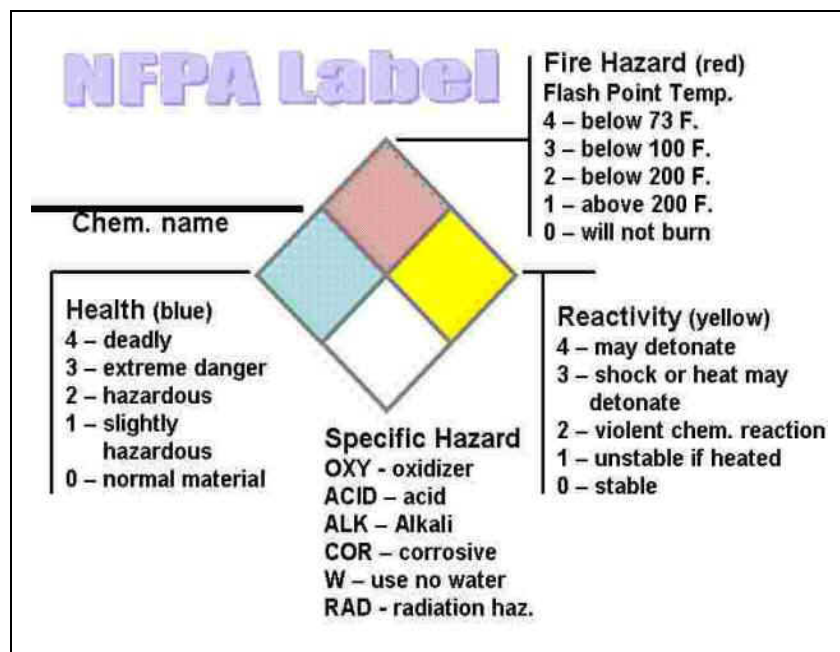 NFPA Label
Fire Hazard (red)
Flash Point Temp.
4 – below 73 F.
3 – below 100 F.
2 – below 200 F.
1 – above 200 F.
0 – will not burn
Chem. name
Health (blue)
4 – deadly
3 – extreme danger
2 – hazardous
1 – slightly
hazardous
0 – normal material
Reactivity (yellow)
4 – may detonate
3 – shock or heat may
detonate
2 – violent chem. reaction
1 – unstable if heated
0 – stable
Specific Hazard
OXY - oxidizer
ACID – acid
ALK – Alkali
COR – corrosive
W – use no water
RAD - radiation haz.